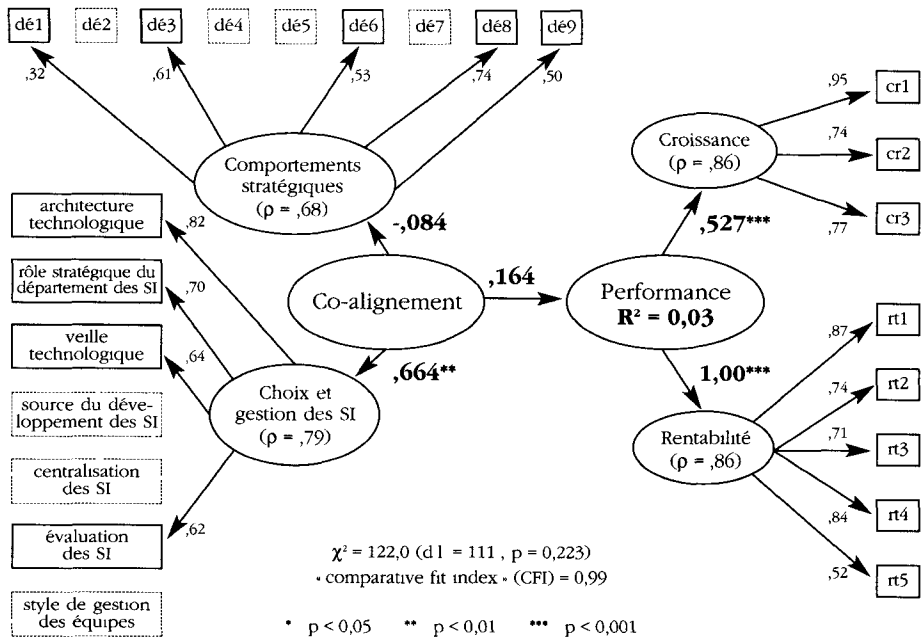 dé1 dé2 dé3 dé4 dé5 dé6 dé7 dé8 dé9
,32 ,61 ,53 ,74 ,50
Comportements
stratégiques
(ρ = ,68)
architecture
technologique
,82
rôle stratégique du
département des SI
,70
veille
technologique
,64
source du déve-
loppement des SI
centralisation
des SI
évaluation
des SI
,62
style de gestion
des équipes
-,084
Co-alignement
,164
,664**
Choix et
gestion des SI
(ρ = ,79)
Performance
R² = 0,03
,527***
1,00***
Croissance
(ρ = ,86)
,95 cr1
,74 cr2
,77 cr3
Rentabilité
(ρ = ,86)
,87 rt1
,74 rt2
,71 rt3
,84 rt4
,52 rt5
χ² = 122,0 (d l = 111 , p = 0,223)
« comparative fit index » (CFI) = 0,99
* p < 0,05 ** p < 0,01 *** p < 0,001